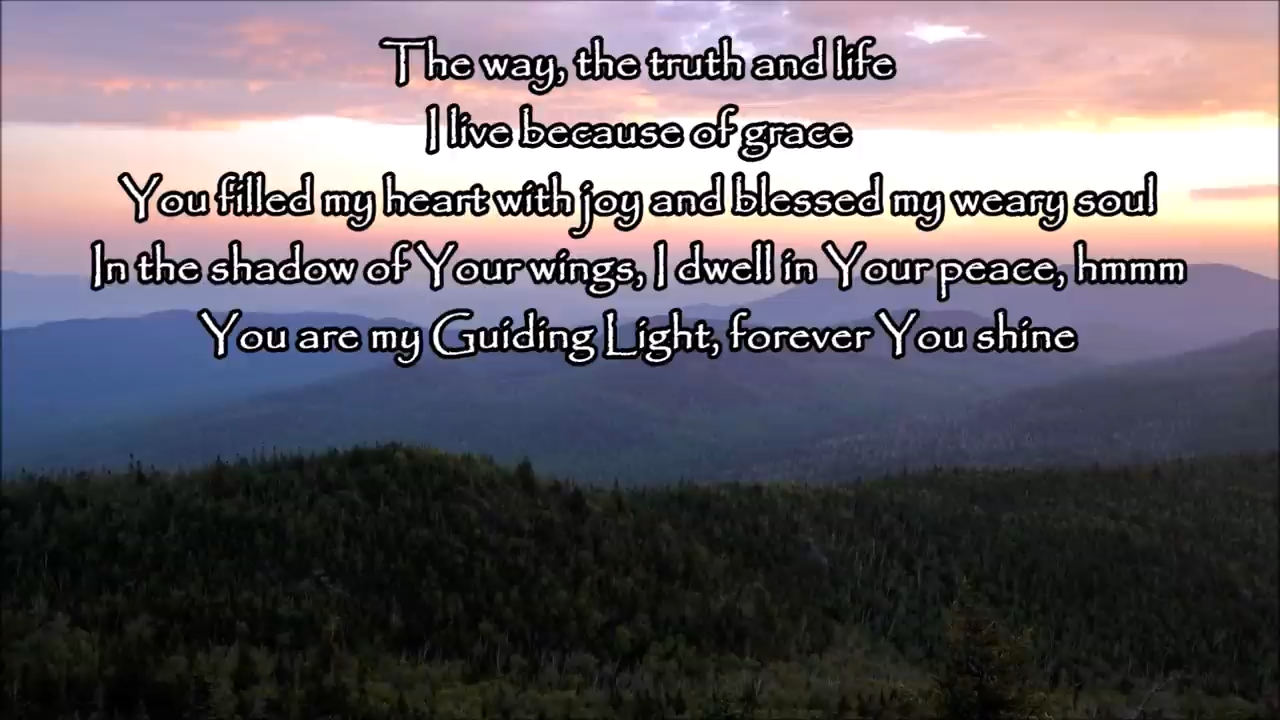 The way, the truth and life
I live because of grace
You filled my heart with joy and blessed my weary soul
In the shadow of Your wings, I dwell in Your peace, hmmm
You are my Guiding Light, forever You shine